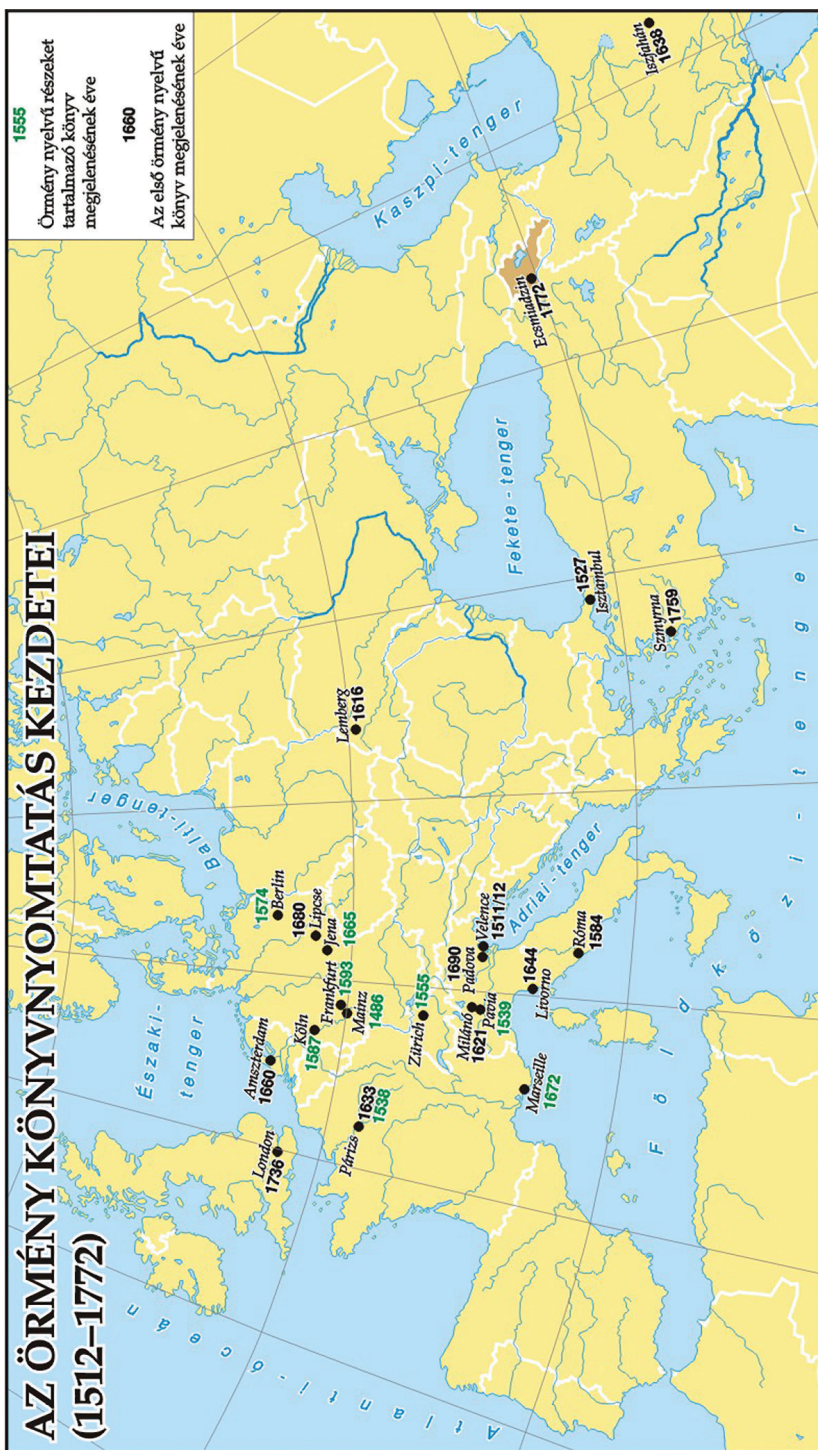 AZ ÖRMÉNY KÖNYVNYOMTATÁS KEZDETEI
(1512–1772)
1555
Örmény nyelvű részeket
tartalmazó könyv
megjelenésének éve
1660
Az első örmény nyelvű
könyv megjelenésének éve
Atlanti-óceán
Északi-
tenger
Balti-tenger
London
1736
Amszterdam
1660
1574
Berlin
1680
Lipcse
Jena
1665
Köln
1587
Frankfurt
1593
Mainz
1486
Párizs
1633
1538
Lemberg
1616
Zürich
1555
Milánó
1621
Pávia
1539
1690
Padova
Velence
1511/12
Adriai-tenger
Marseille
1672
1644
Livorno
Róma
1584
Földközi-tenger
Fekete-tenger
1527
Isztambul
Szmyrna
1759
Kaszpi-tenger
Ecsmiadzin
1772
Iszfahán
1638